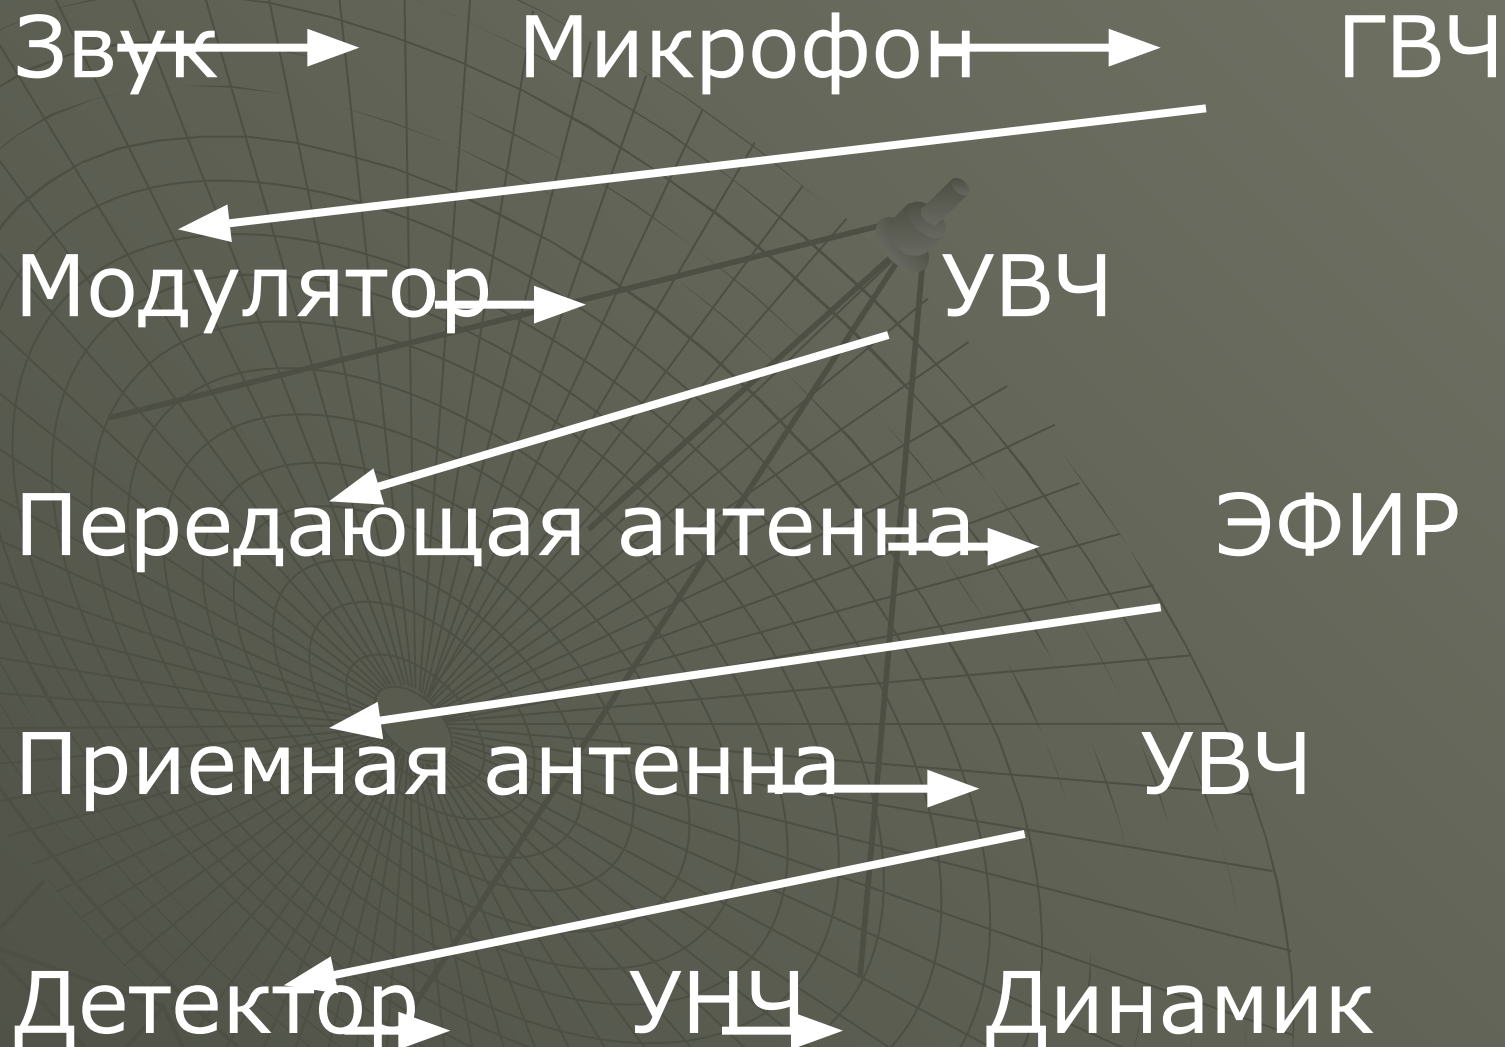 Звук Микрофон ГВЧ
Модулятор УВЧ
Передающая антенна ЭФИР
Приемная антенна УВЧ
Детектор УНЧ Динамик